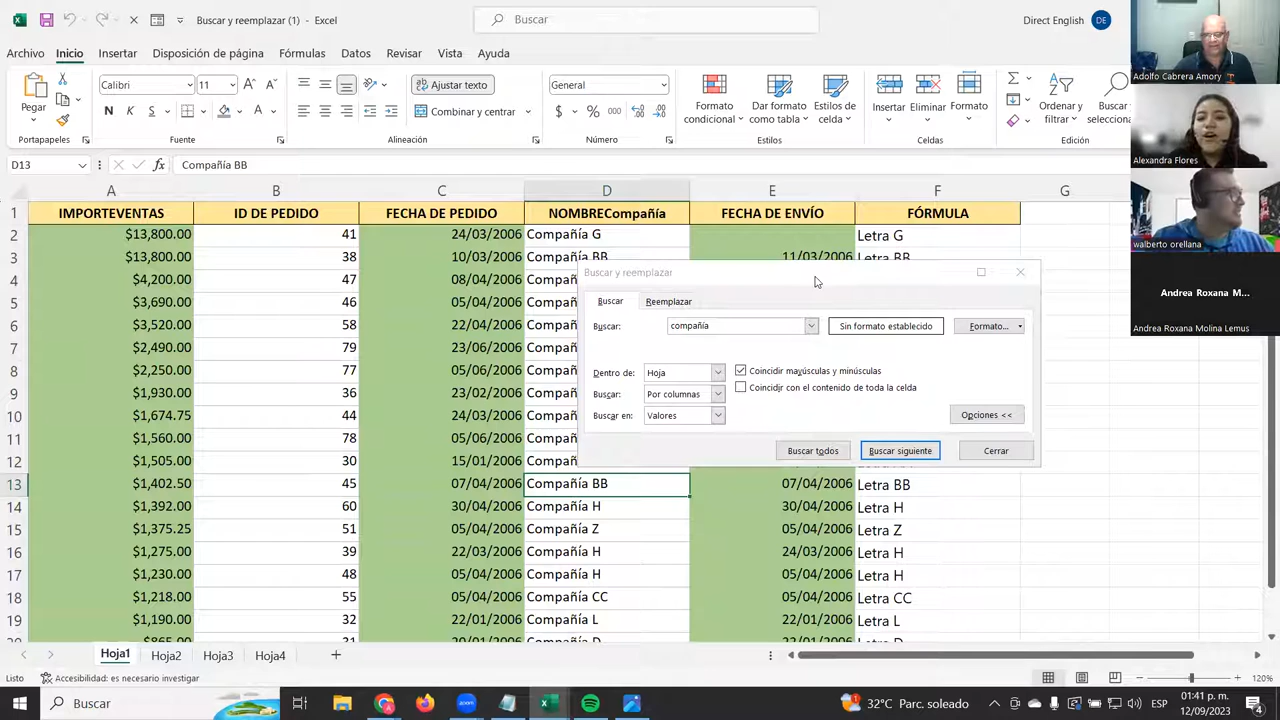 Buscar y reemplazar (1) - Excel
Buscar
Direct English
DE
Archivo Inicio Insertar Disposición de página Fórmulas Datos Revisar Vista Ayuda
Pegar
Calibri 11
N K S
Ajustar texto
Combinar y centrar
General
$ % 000
Formato condicional
Dar formato como tabla
Estilos de celda
Insertar Eliminar Formato
Ordenar y filtrar
Buscar selecciona
Portapapeles Fuente Alineación Número Estilos Celdas Edición
Adolfo Cabrera Amory
Alexandra Flores
walberto orellana
Andrea Roxana M...
Andrea Roxana Molina Lemus
D13 fx Compañía BB
A B C D E F G
1 IMPORTEVENTAS ID DE PEDIDO FECHA DE PEDIDO NOMBRECompañía FECHA DE ENVÍO FÓRMULA
2 $13,800.00 41 24/03/2006 Compañía G Letra G
3 $13,800.00 38 10/03/2006 Compañía BB 11/03/2006 Letra BB
4 $4,200.00 47 08/04/2006
5 $3,690.00 46 05/04/2006
6 $3,520.00 58 22/04/2006
7 $2,490.00 79 23/06/2006
8 $2,250.00 77 05/06/2006
9 $1,930.00 36 23/02/2006
10 $1,674.75 44 24/03/2006
11 $1,560.00 78 05/06/2006
12 $1,505.00 30 15/01/2006
13 $1,402.50 45 07/04/2006 Compañía BB 07/04/2006 Letra BB
14 $1,392.00 60 30/04/2006 Compañía H 30/04/2006 Letra H
15 $1,375.25 51 05/04/2006 Compañía Z 05/04/2006 Letra Z
16 $1,275.00 39 22/03/2006 Compañía H 24/03/2006 Letra H
17 $1,230.00 48 05/04/2006 Compañía H 05/04/2006 Letra H
18 $1,218.00 55 05/04/2006 Compañía CC 05/04/2006 Letra CC
19 $1,190.00 32 22/01/2006 Compañía L 22/01/2006 Letra L
$865.00 31 20/01/2006 Compañía D 22/01/2006 Letra D
Buscar y reemplazar
Buscar Reemplazar
Buscar: compañía Sin formato establecido Formato...
Dentro de: Hoja Coincidir mayúsculas y minúsculas
Buscar: Por columnas Coincidir con el contenido de toda la celda
Buscar en: Valores
Opciones <<
Buscar todos Buscar siguiente Cerrar
Hoja1 Hoja2 Hoja3 Hoja4
Listo Accesibilidad: es necesario investigar 120%
Buscar
zoom
32°C Parc. soleado
ESP
01:41 p. m.
12/09/2023
4